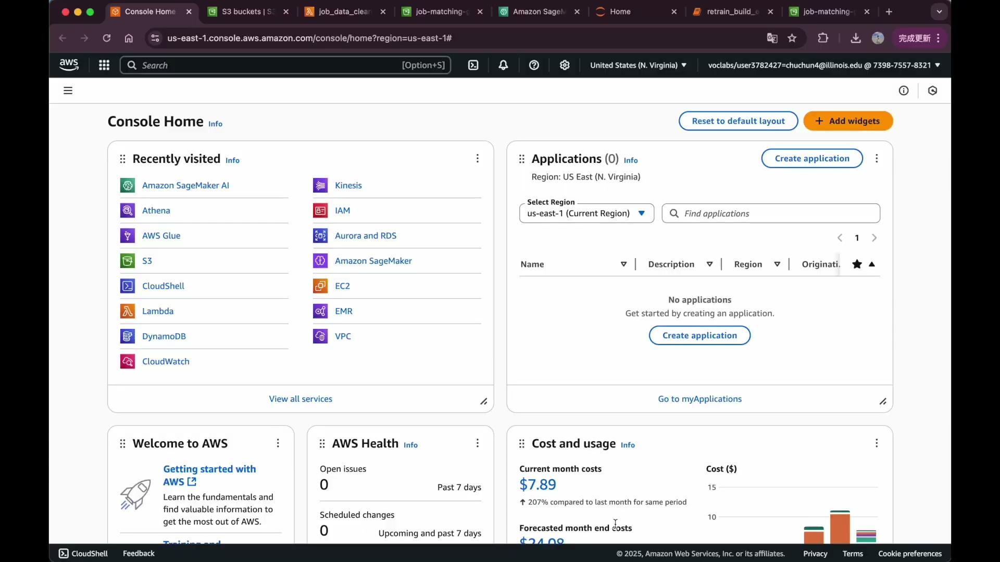 Console Home
S3 buckets | S3
job_data_clean
job-matching-g
Amazon SageM
Home
retrain_build_e
job-matching-g
us-east-1.console.aws.amazon.com/console/home?region=us-east-1#
完成更新
aws
Search
[Option+S]
United States (N. Virginia)
voclabs/user3782427=chuchun4@illinois.edu @ 7398-7557-8321
Console Home Info
Reset to default layout
Add widgets
Recently visited Info
Amazon SageMaker AI
Athena
AWS Glue
S3
CloudShell
Lambda
DynamoDB
CloudWatch
Kinesis
IAM
Aurora and RDS
Amazon SageMaker
EC2
EMR
VPC
View all services
Applications (0) Info
Region: US East (N. Virginia)
Create application
Select Region
us-east-1 (Current Region)
Find applications
1
Name
Description
Region
Originati.
No applications
Get started by creating an application.
Create application
Go to myApplications
Welcome to AWS
Getting started with
AWS
Learn the fundamentals and
find valuable information to
get the most out of AWS.
Training and
AWS Health Info
Open issues
0
Past 7 days
Scheduled changes
0
Upcoming and past 7 days
Cost and usage Info
Current month costs
$7.89
207% compared to last month for same period
Forecasted month end costs
$24.08
Cost ($)
15
10
CloudShell
Feedback
© 2025, Amazon Web Services, Inc. or its affiliates.
Privacy
Terms
Cookie preferences